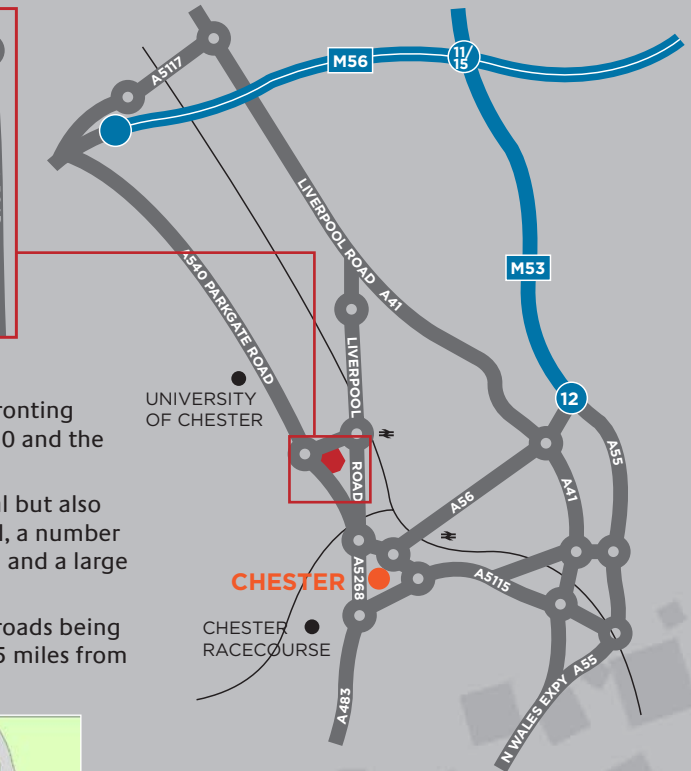 A5117
M56
11/
15
LIVERPOOL ROAD A41
M53
A540 PARKGATE ROAD
LIVERPOOL
ROAD
UNIVERSITY
OF CHESTER
12
A55
A41
A56
CHESTER
A5268
A5115
CHESTER
RACECOURSE
A483
N WALES EXPY A55
ronting
0 and the
l but also
l, a number
and a large
roads being
5 miles from